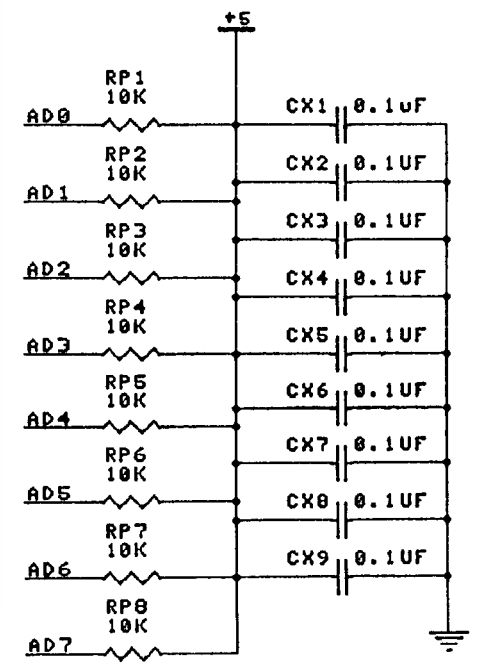 +5
RP1
10K
AD0
CX1 0.1uF
RP2
10K
AD1
CX2 0.1UF
RP3
10K
AD2
CX3 0.1UF
RP4
10K
AD3
CX4 0.1UF
CX5 0.1UF
RP5
10K
AD4
CX6 0.1UF
RP6
10K
AD5
CX7 0.1UF
RP7
10K
AD6
CX8 0.1UF
CX9 0.1UF
RP8
10K
AD7